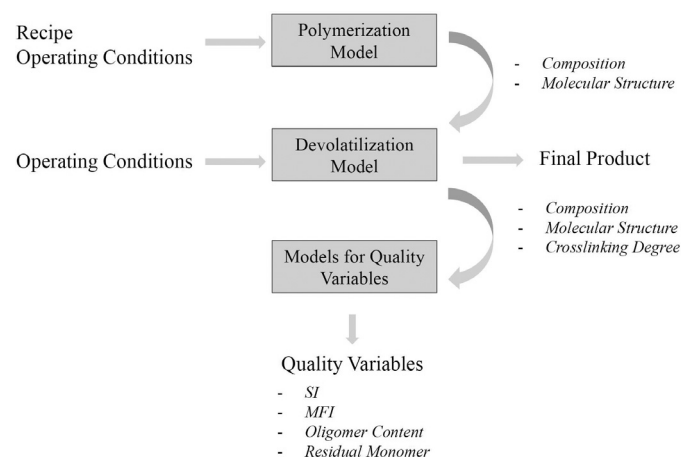 Recipe
Operating Conditions
Polymerization
Model
- Composition
- Molecular Structure
Operating Conditions
Devolatilization
Model
Final Product
- Composition
- Molecular Structure
- Crosslinking Degree
Models for Quality
Variables
Quality Variables
- SI
- MFI
- Oligomer Content
- Residual Monomer